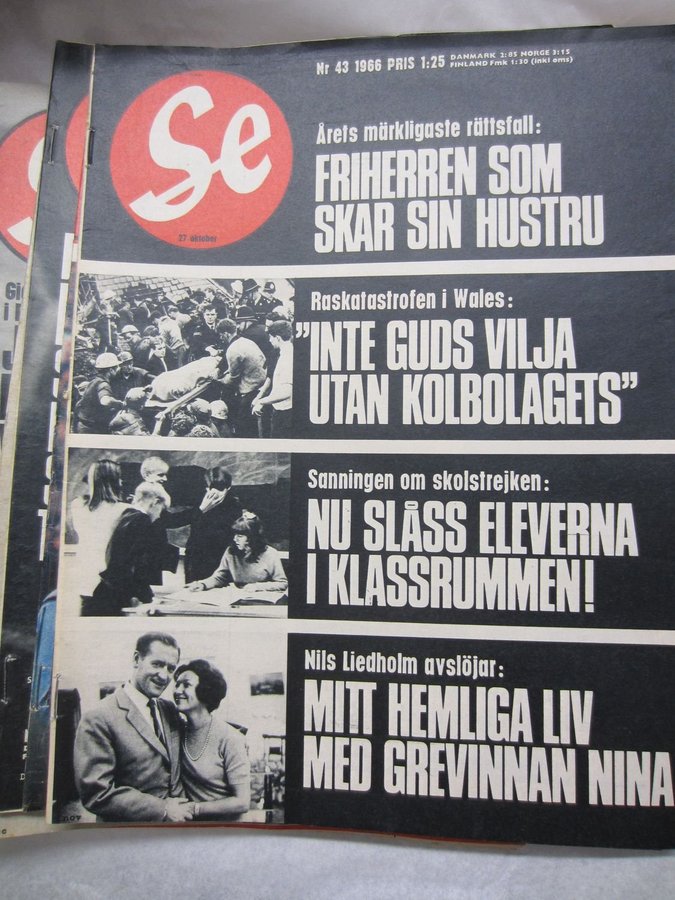 Se
27 oktober
Nr 43 1966 PRIS 1:25 DANMARK 2:85 NORGE 3:15
FINLAND Fmk 1:30 (inkl oms)
Årets märkligaste rättsfall:
FRIHERREN SOM
SKAR SIN HUSTRU
Raskatastrofen i Wales:
"INTE GUDS VILJA
UTAN KOLBOLAGETS"
Sanningen om skolstrejken:
NU SLÅSS ELEVERNA
I KLASSRUMMEN!
Nils Liedholm avslöjar:
MITT HEMLIGA LIV
MED GREVINNAN NINA